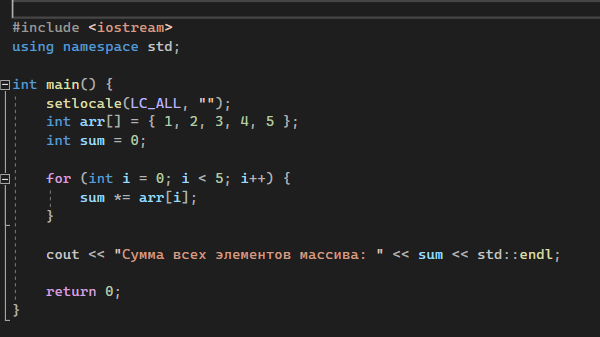 #include <iostream>
using namespace std;
int main() {
setlocale(LC_ALL, "");
int arr[] = { 1, 2, 3, 4, 5 };
int sum = 0;
for (int i = 0; i < 5; i++) {
sum *= arr[i];
}
cout << "Сумма всех элементов массива: " << sum << std::endl;
return 0;
}